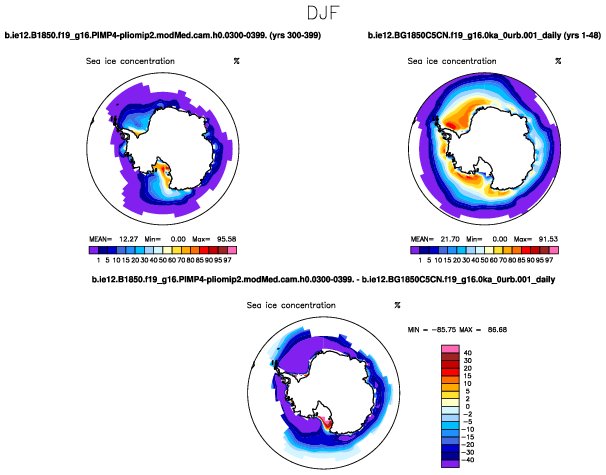 DJF
b.ie12.B1850.f19_g16.PIMP4-pliomip2.modMed.cam.h0.0300-0399. (yrs 300-399)
b.ie12.BG1850C5CN.f19_g16.0ka_0urb.001_daily (yrs 1-48)
Sea ice concentration %
Sea ice concentration %
MEAN= 12.27 Min= 0.00 Max= 95.58
MEAN= 21.70 Min= 0.00 Max= 91.53
1 5 10 15 20 30 40 50 60 70 80 85 90 95 97
1 5 10 15 20 30 40 50 60 70 80 85 90 95 97
b.ie12.B1850.f19_g16.PIMP4-pliomip2.modMed.cam.h0.0300-0399. - b.ie12.BG1850C5CN.f19_g16.0ka_0urb.001_daily
Sea ice concentration %
MIN = -85.75 MAX = 86.68
40
30
20
15
10
5
2
0
-2
-5
-10
-15
-20
-30
-40